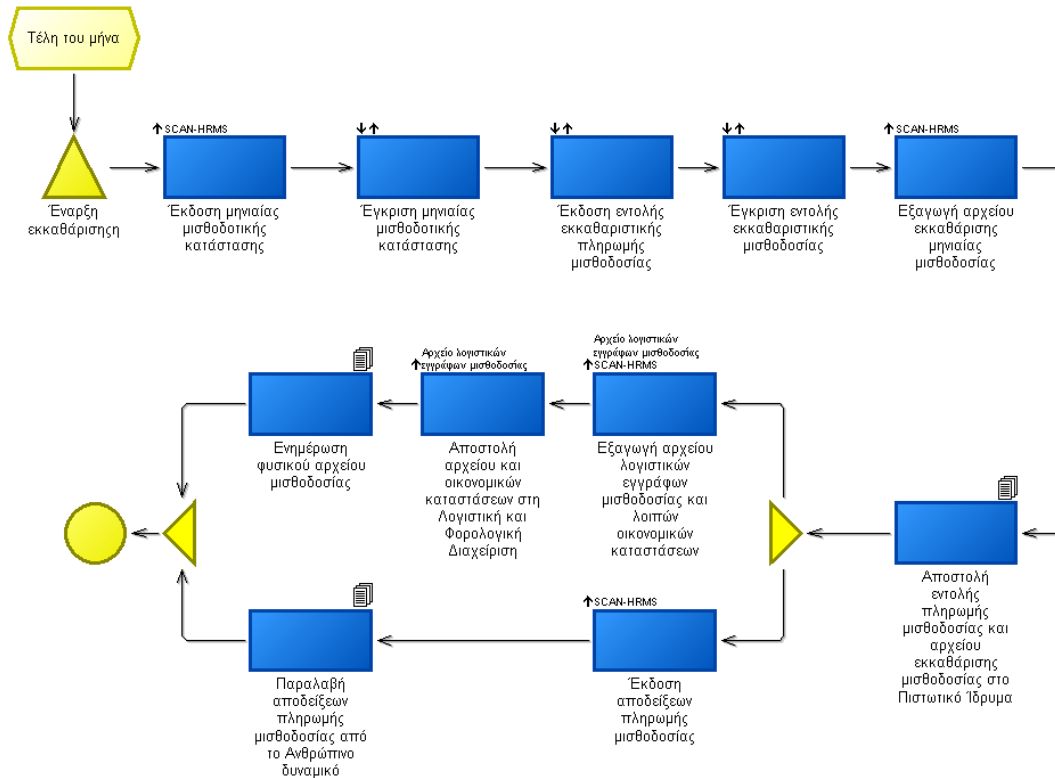 Τέλη του μήνα
SCAN-HRMS
SCAN-HRMS
Έναρξη
εκκαθάρισηςη
Έκδοση μηνιαίας
μισθοδοτικής
κατάστασης
Έγκριση μηνιαίας
μισθοδοτικής
κατάστασης
Έκδοση εντολής
εκκαθαριστικής
πληρωμής
μισθοδοσίας
Έγκριση εντολής
εκκαθαριστικής
μισθοδοσίας
Εξαγωγή αρχείου
εκκαθάρισης
μηνιαίας
μισθοδοσίας
Αρχείο λογιστικών
εγγράφων μισθοδοσίας
Αρχείο λογιστικών
εγγράφων μισθοδοσίας
SCAN-HRMS
Ενημέρωση
φυσικού αρχείου
μισθοδοσίας
Αποστολή
αρχείου και
οικονομικών
καταστάσεων στη
Λογιστική και
Φορολογική
Διαχείριση
Εξαγωγή αρχείου
λογιστικών
εγγράφων
μισθοδοσίας και
λοιπών
οικονομικών
καταστάσεων
Αποστολή
εντολής
πληρωμής
μισθοδοσίας και
αρχείου
εκκαθάρισης
μισθοδοσίας στο
Πιστωτικό Ίδρυμα
SCAN-HRMS
Παραλαβή
αποδείξεων
πληρωμής
μισθοδοσίας από
το Ανθρώπινο
δυναμικό
Έκδοση
αποδείξεων
πληρωμής
μισθοδοσίας